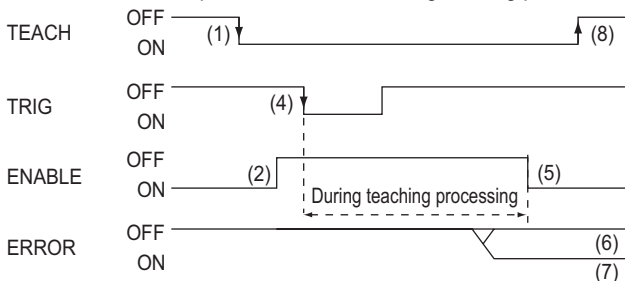 TEACH OFF (1) (8)
ON
TRIG OFF (4)
ON
ENABLE OFF (2) (5)
ON During teaching processing
ERROR OFF (6)
ON (7)